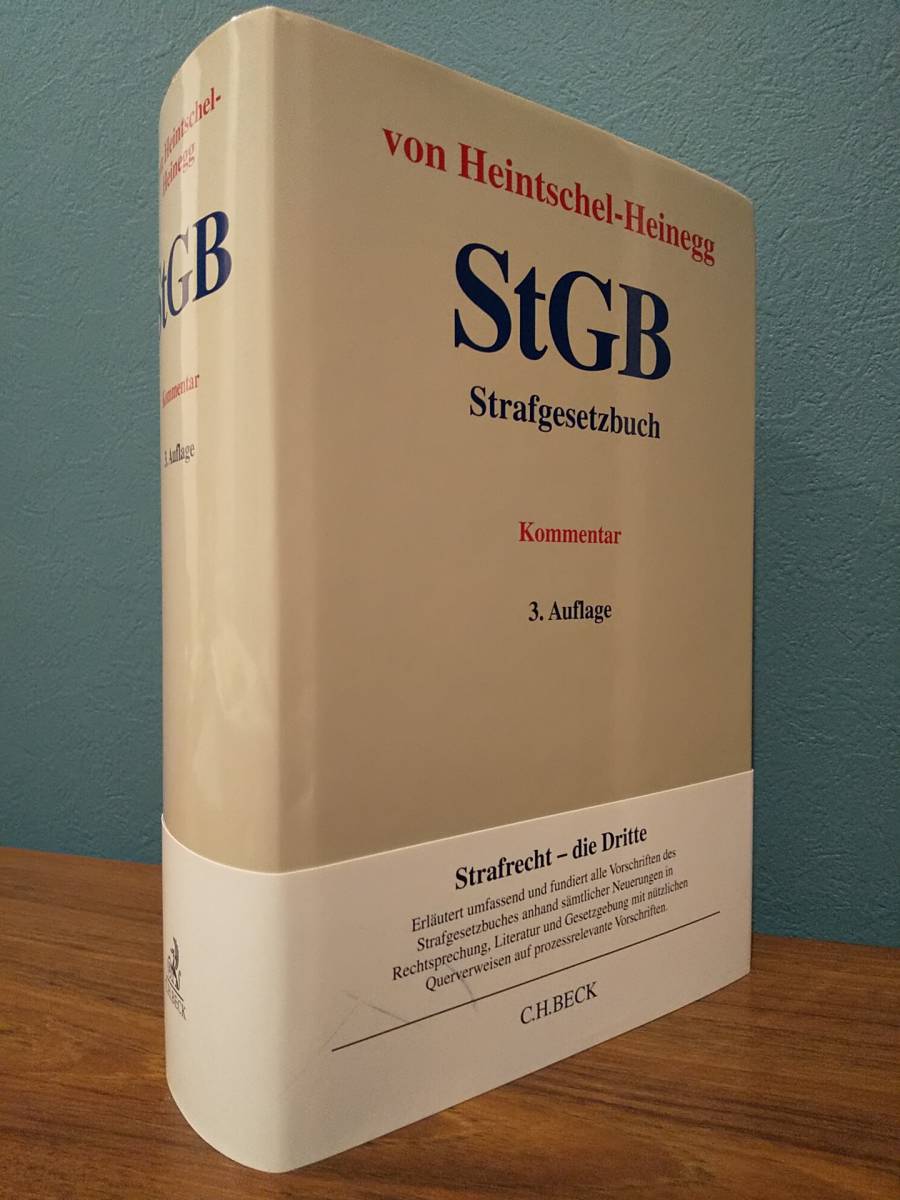 Heintschel-
Heinegg
StGB
Kommentar
3. Auflage
BECK
von Heintschel-Heinegg
StGB
Strafgesetzbuch
Kommentar
3. Auflage
Strafrecht – die Dritte
Erläutert umfassend und fundiert alle Vorschriften des
Strafgesetzbuches anhand sämtlicher Neuerungen in
Rechtsprechung, Literatur und Gesetzgebung mit nützlichen
Querverweisen auf prozessrelevante Vorschriften.
C.H.BECK